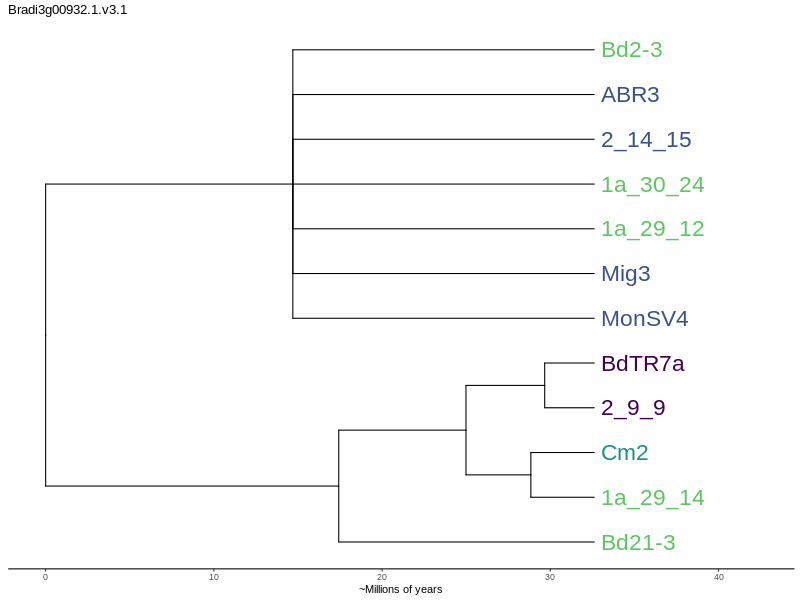 Bradi3g00932.1.v3.1
Bd2-3
ABR3
2_14_15
1a_30_24
1a_29_12
Mig3
MonSV4
BdTR7a
2_9_9
Cm2
1a_29_14
Bd21-3
0 10 20 30 40
~Millions of years